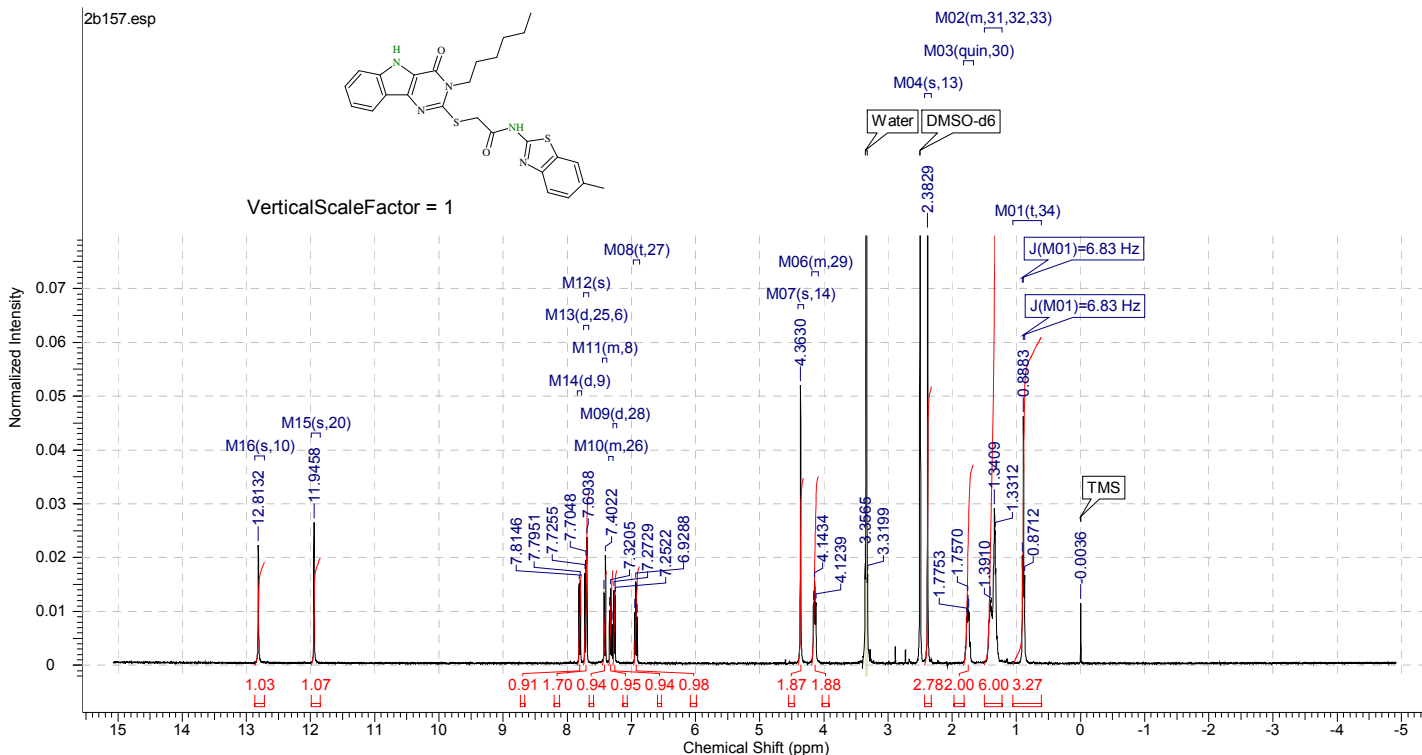 2b157.esp
M02(m,31,32,33)
M03(quin,30)
M04(s,13)
Water
DMSO-d6
H
N
O
N
N
S
O
NH
S
N
VerticalScaleFactor = 1
2.3829
M01(t,34)
J(M01)=6.83 Hz
J(M01)=6.83 Hz
M08(t,27)
M06(m,29)
M12(s)
M07(s,14)
M13(d,25,6)
M11(m,8)
M14(d,9)
M09(d,28)
M10(m,26)
M15(s,20)
M16(s,10)
12.8132
11.9458
7.8146
7.7951
7.7255
7.7048
7.6938
7.4022
7.3205
7.2729
7.2522
6.9288
4.3630
4.1434
4.1239
3.3565
3.3199
1.7753
1.7570
1.3910
1.3409
1.3312
0.8883
0.8712
TMS
-0.0036
Normalized Intensity
0.07
0.06
0.05
0.04
0.03
0.02
0.01
0
1.03 1.07 0.91 1.70 0.94 0.95 0.94 0.98 1.87 1.88 2.78 2.00 6.00 3.27
15 14 13 12 11 10 9 8 7 6 5 4 3 2 1 0 -1 -2 -3 -4 -5
Chemical Shift (ppm)